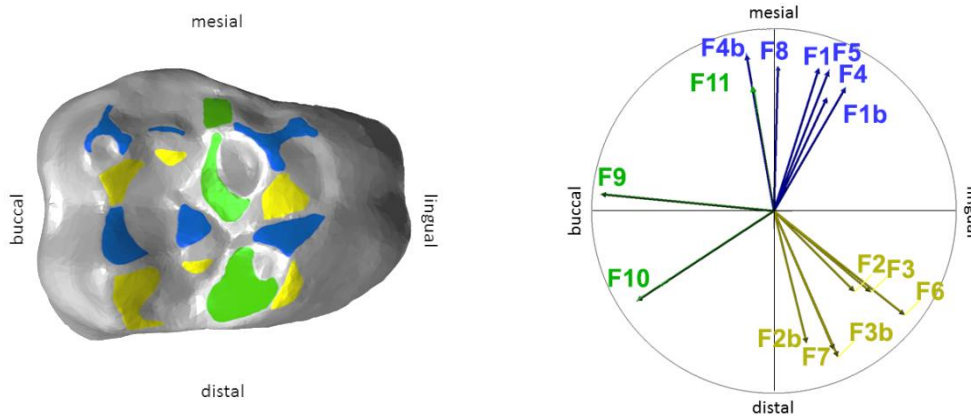 mesial
buccal
lingual
distal
mesial
F4b F8 F1 F5
F4
F11
F1b
F9
buccal
lingual
F10
F2 F3
F6
F2b F7 F3b
distal